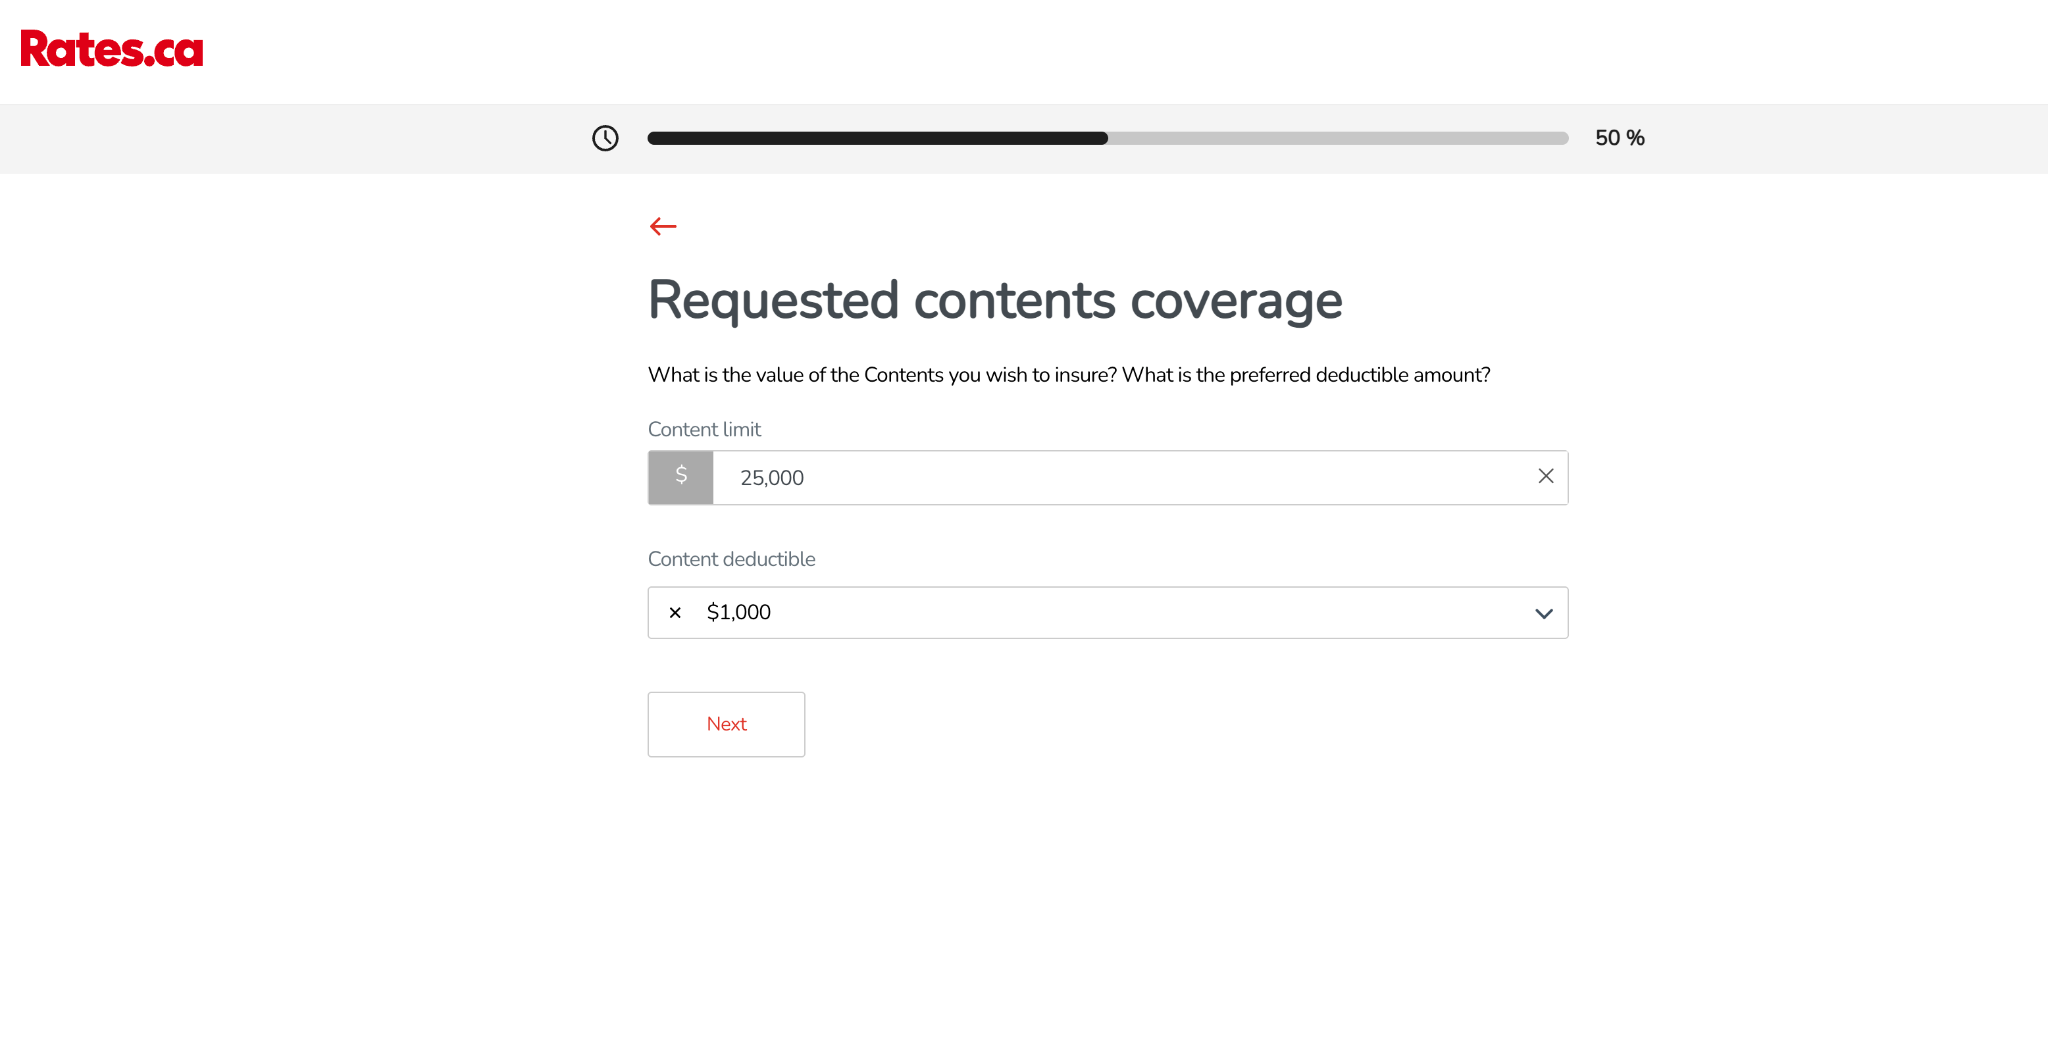 Rates.ca
50 %
Requested contents coverage
What is the value of the Contents you wish to insure? What is the preferred deductible amount?
Content limit
$ 25,000
Content deductible
× $1,000
Next